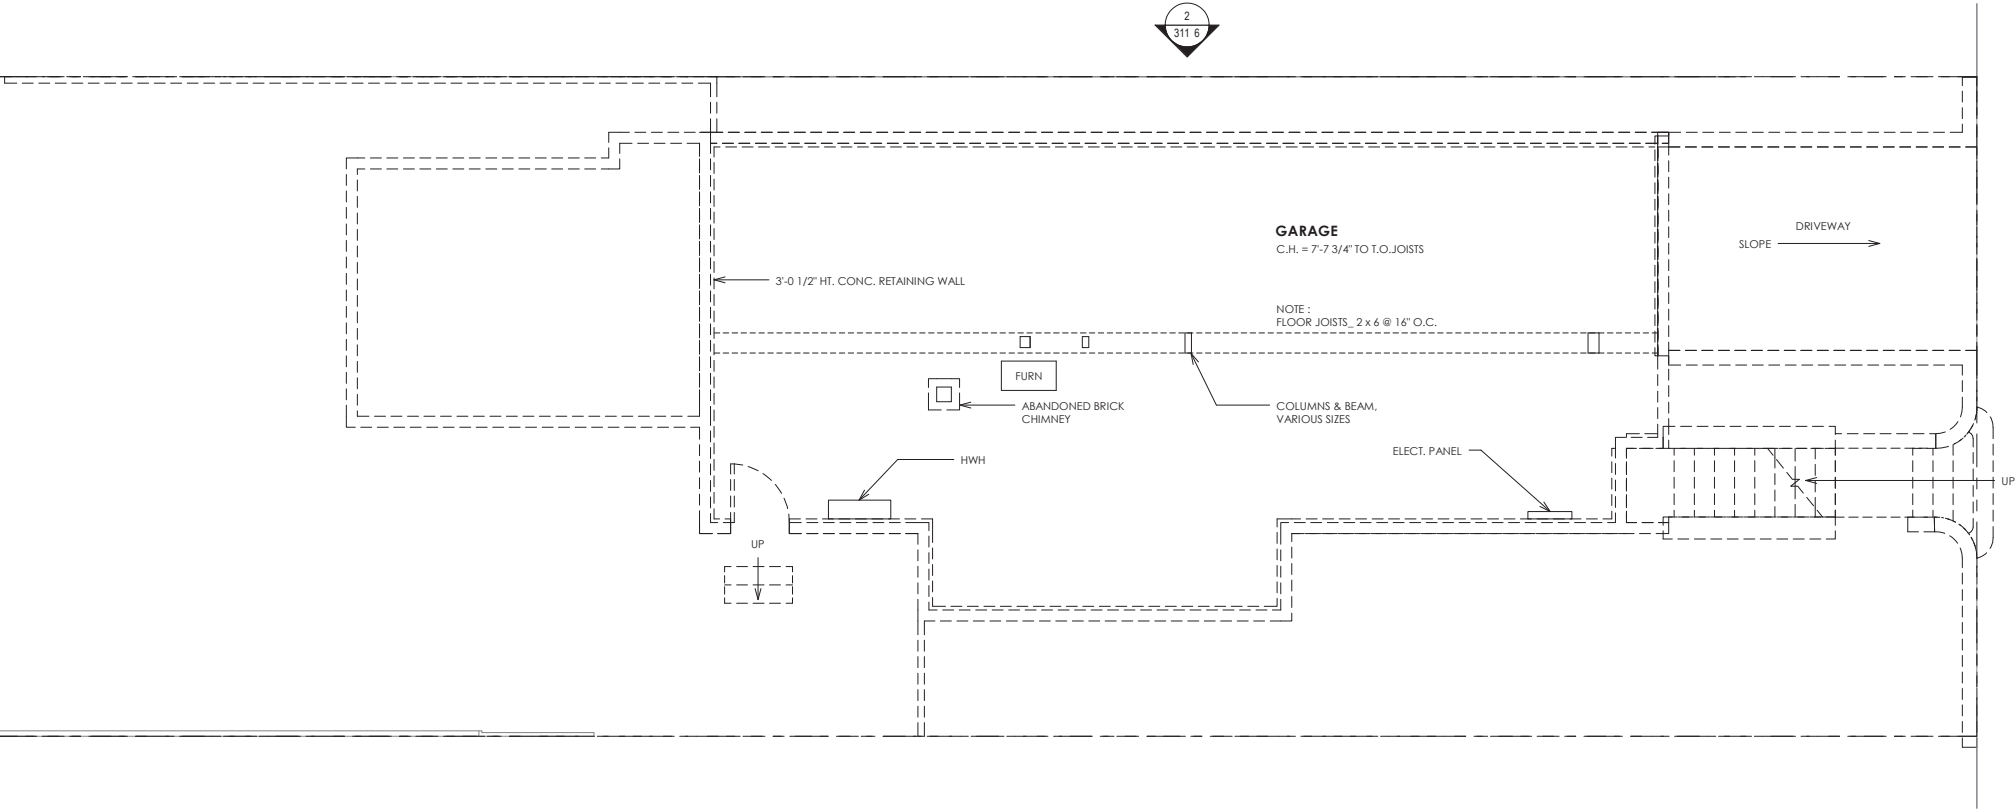 2
311 6
DRIVEWAY
SLOPE
GARAGE
C.H. = 7'-7 3/4" TO T.O.JOISTS
3'-0 1/2" HT. CONC. RETAINING WALL
NOTE :
FLOOR JOISTS_ 2 x 6 @ 16" O.C.
FURN
ABANDONED BRICK
CHIMNEY
COLUMNS & BEAM,
VARIOUS SIZES
ELECT. PANEL
HWH
UP
UP